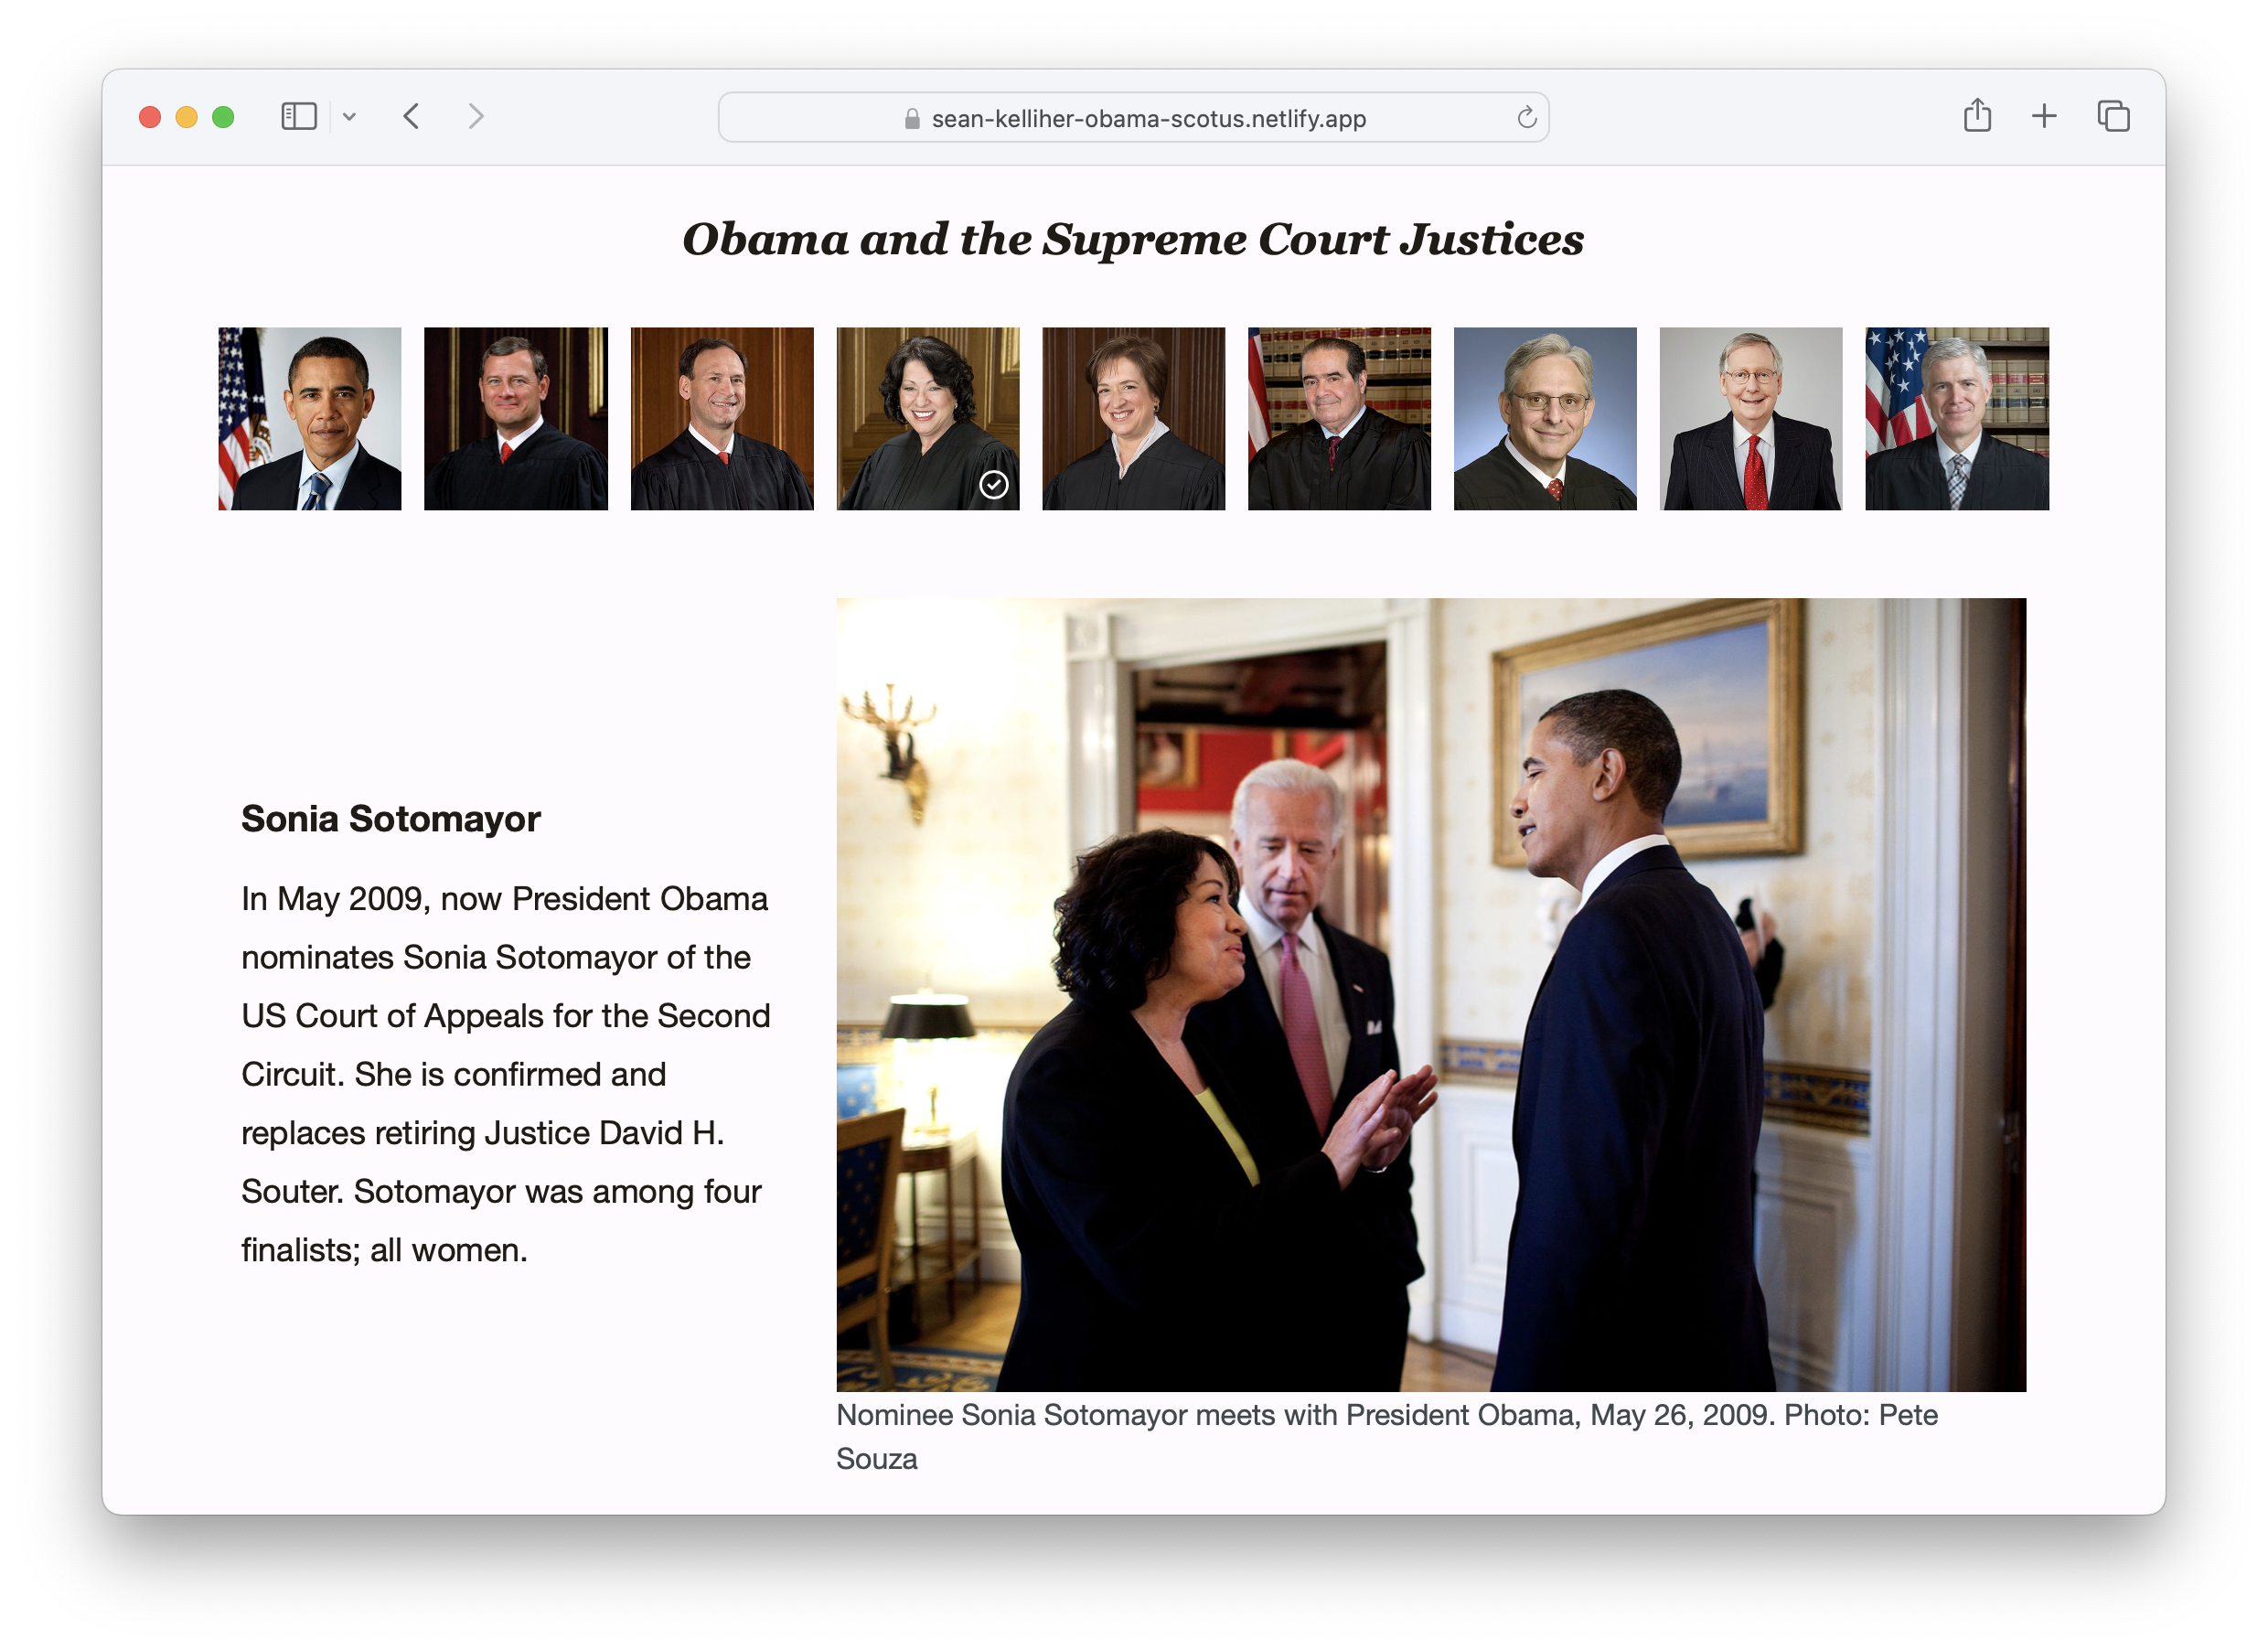 sean-kelliher-obama-scotus.netlify.app
Obama and the Supreme Court Justices
Sonia Sotomayor
In May 2009, now President Obama
nominates Sonia Sotomayor of the
US Court of Appeals for the Second
Circuit. She is confirmed and
replaces retiring Justice David H.
Souter. Sotomayor was among four
finalists; all women.
Nominee Sonia Sotomayor meets with President Obama, May 26, 2009. Photo: Pete
Souza